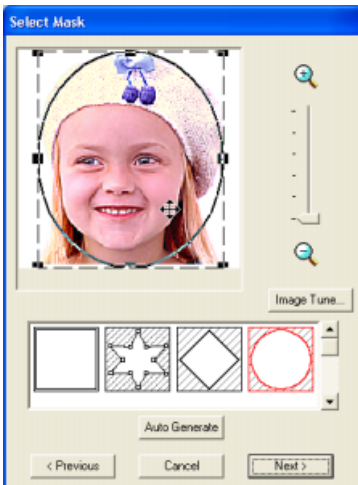 Select Mask
Image Tune...
Auto Generate
< Previous
Cancel
Next >